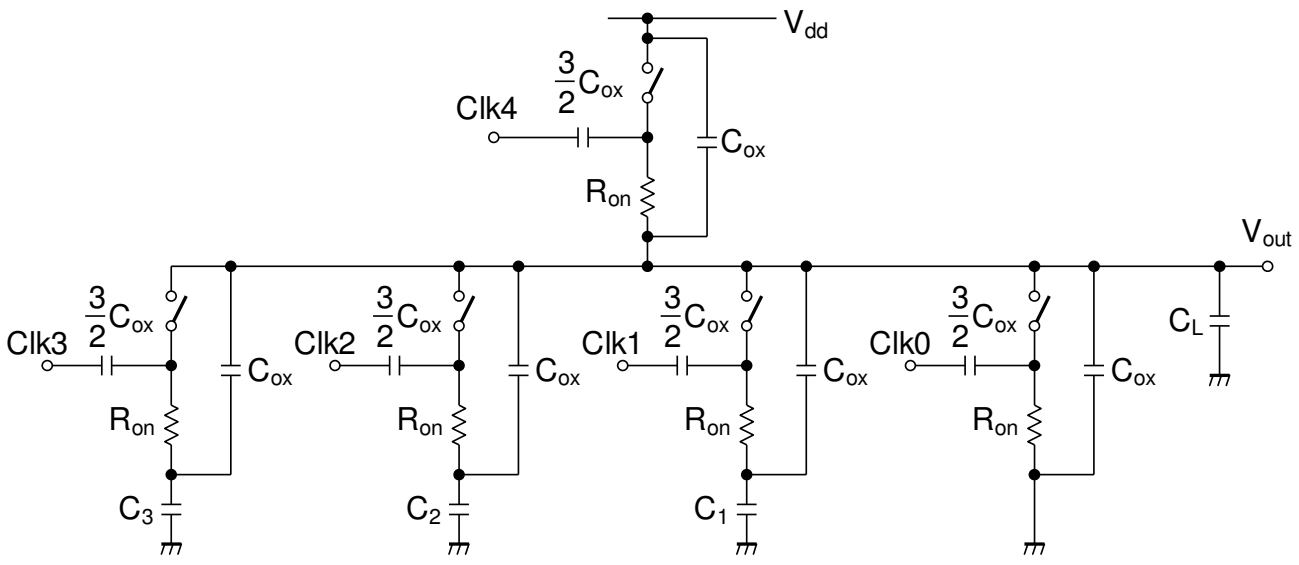 V_dd
3/2 C_ox
Clk4
C_ox
R_on
V_out
3/2 C_ox
3/2 C_ox
3/2 C_ox
3/2 C_ox
C_L
Clk3
Clk2
Clk1
Clk0
C_ox
C_ox
C_ox
C_ox
R_on
R_on
R_on
R_on
C_3
C_2
C_1